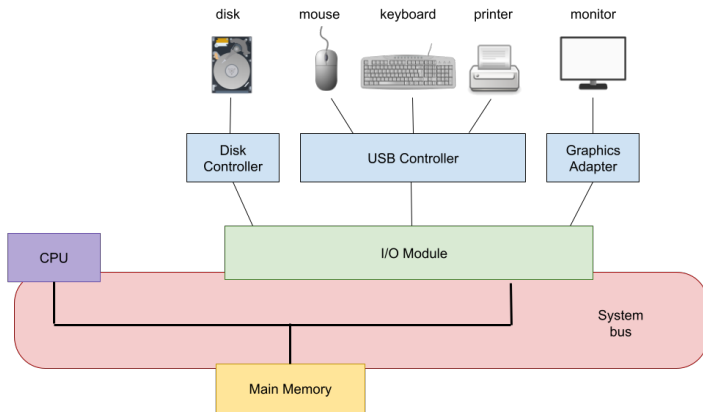 disk
mouse
keyboard
printer
monitor
Disk
Controller
USB Controller
Graphics
Adapter
CPU
I/O Module
System
bus
Main Memory